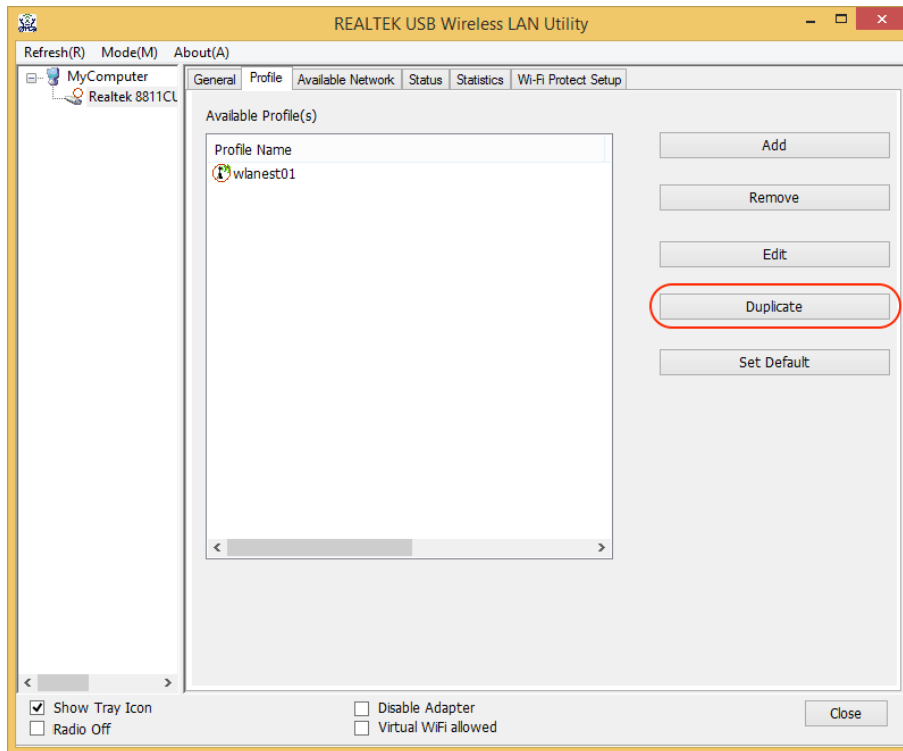 REALTEK USB Wireless LAN Utility
Refresh(R) Mode(M) About(A)
MyComputer
Realtek 8811CU
General Profile Available Network Status Statistics Wi-Fi Protect Setup
Available Profile(s)
Profile Name
wlanest01
Add
Remove
Edit
Duplicate
Set Default
Show Tray Icon
Radio Off
Disable Adapter
Virtual WiFi allowed
Close